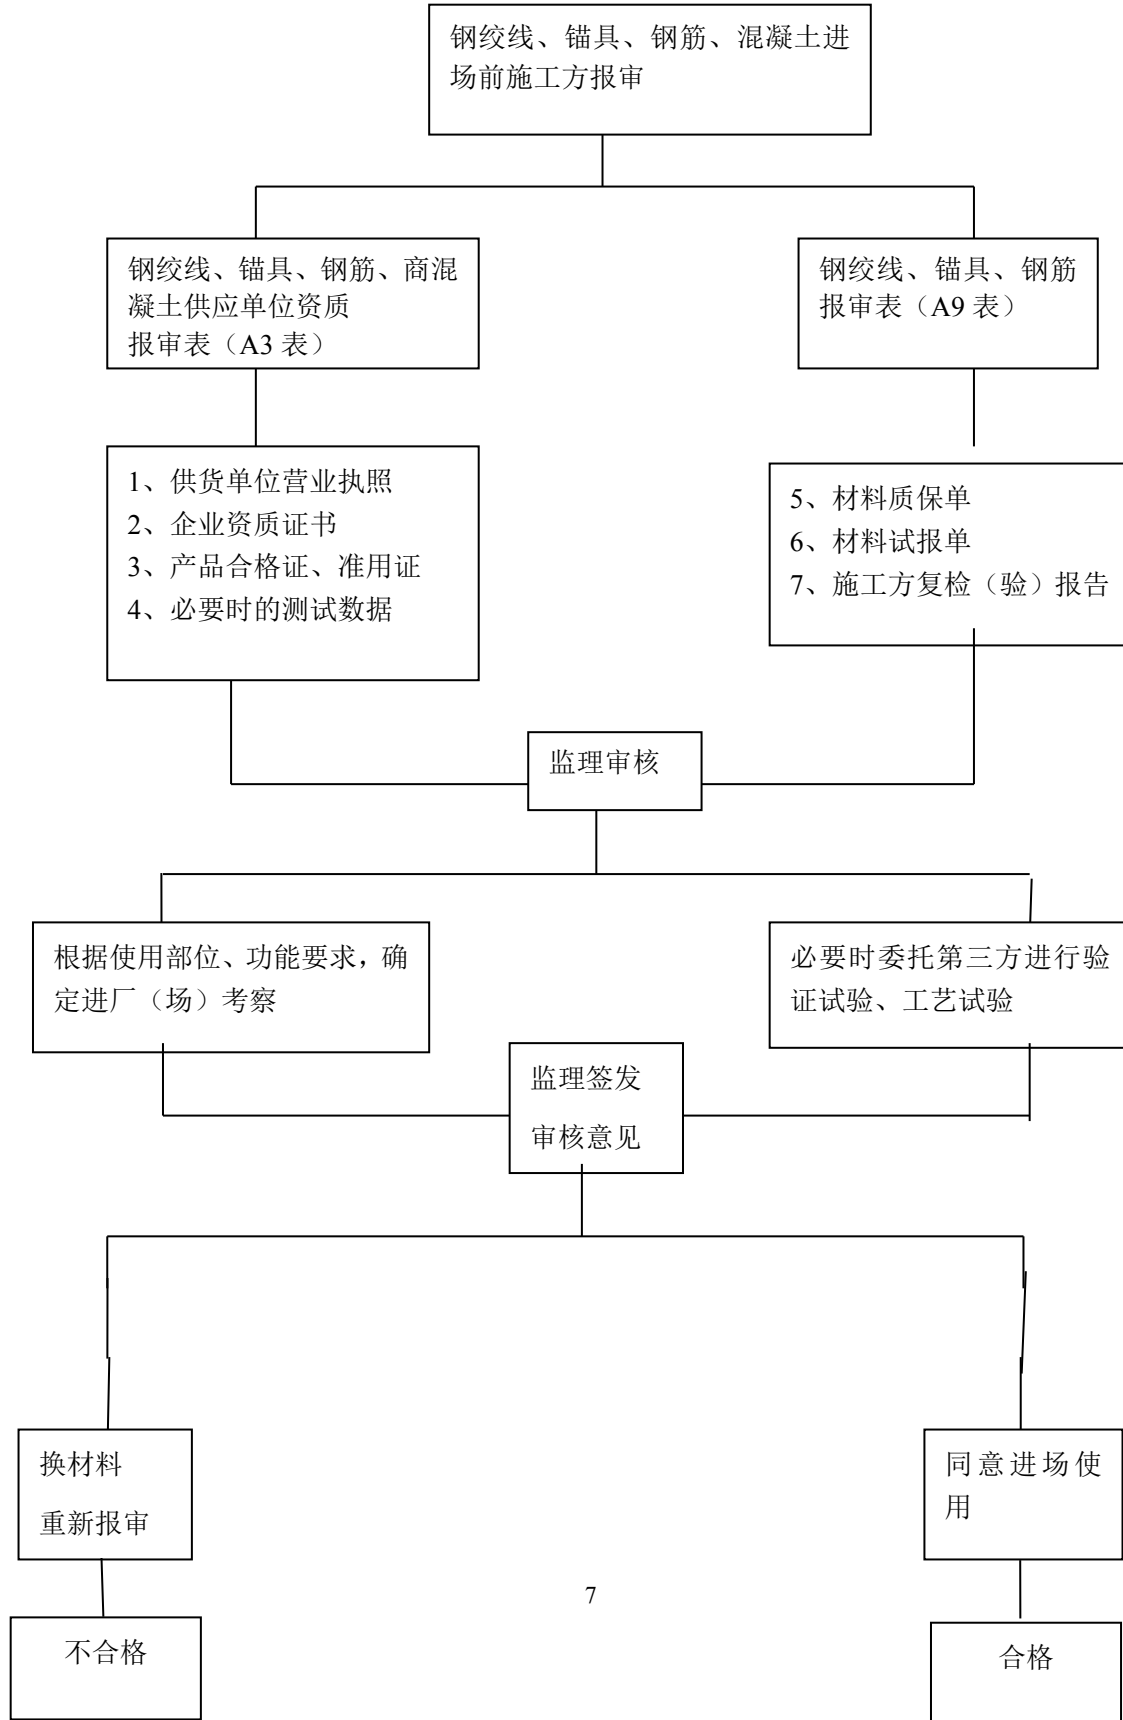 钢绞线、锚具、钢筋、混凝土进
场前施工方报审
钢绞线、锚具、钢筋、商混
凝土供应单位资质
报审表（A3 表）
钢绞线、锚具、钢筋
报审表（A9 表）
1、供货单位营业执照
2、企业资质证书
3、产品合格证、准用证
4、必要时的测试数据
5、材料质保单
6、材料试报单
7、施工方复检（验）报告
监理审核
根据使用部位、功能要求，确
定进厂（场）考察
必要时委托第三方进行验
证试验、工艺试验
监理签发
审核意见
换材料
重新报审
同意进场使
用
7
不合格
合格